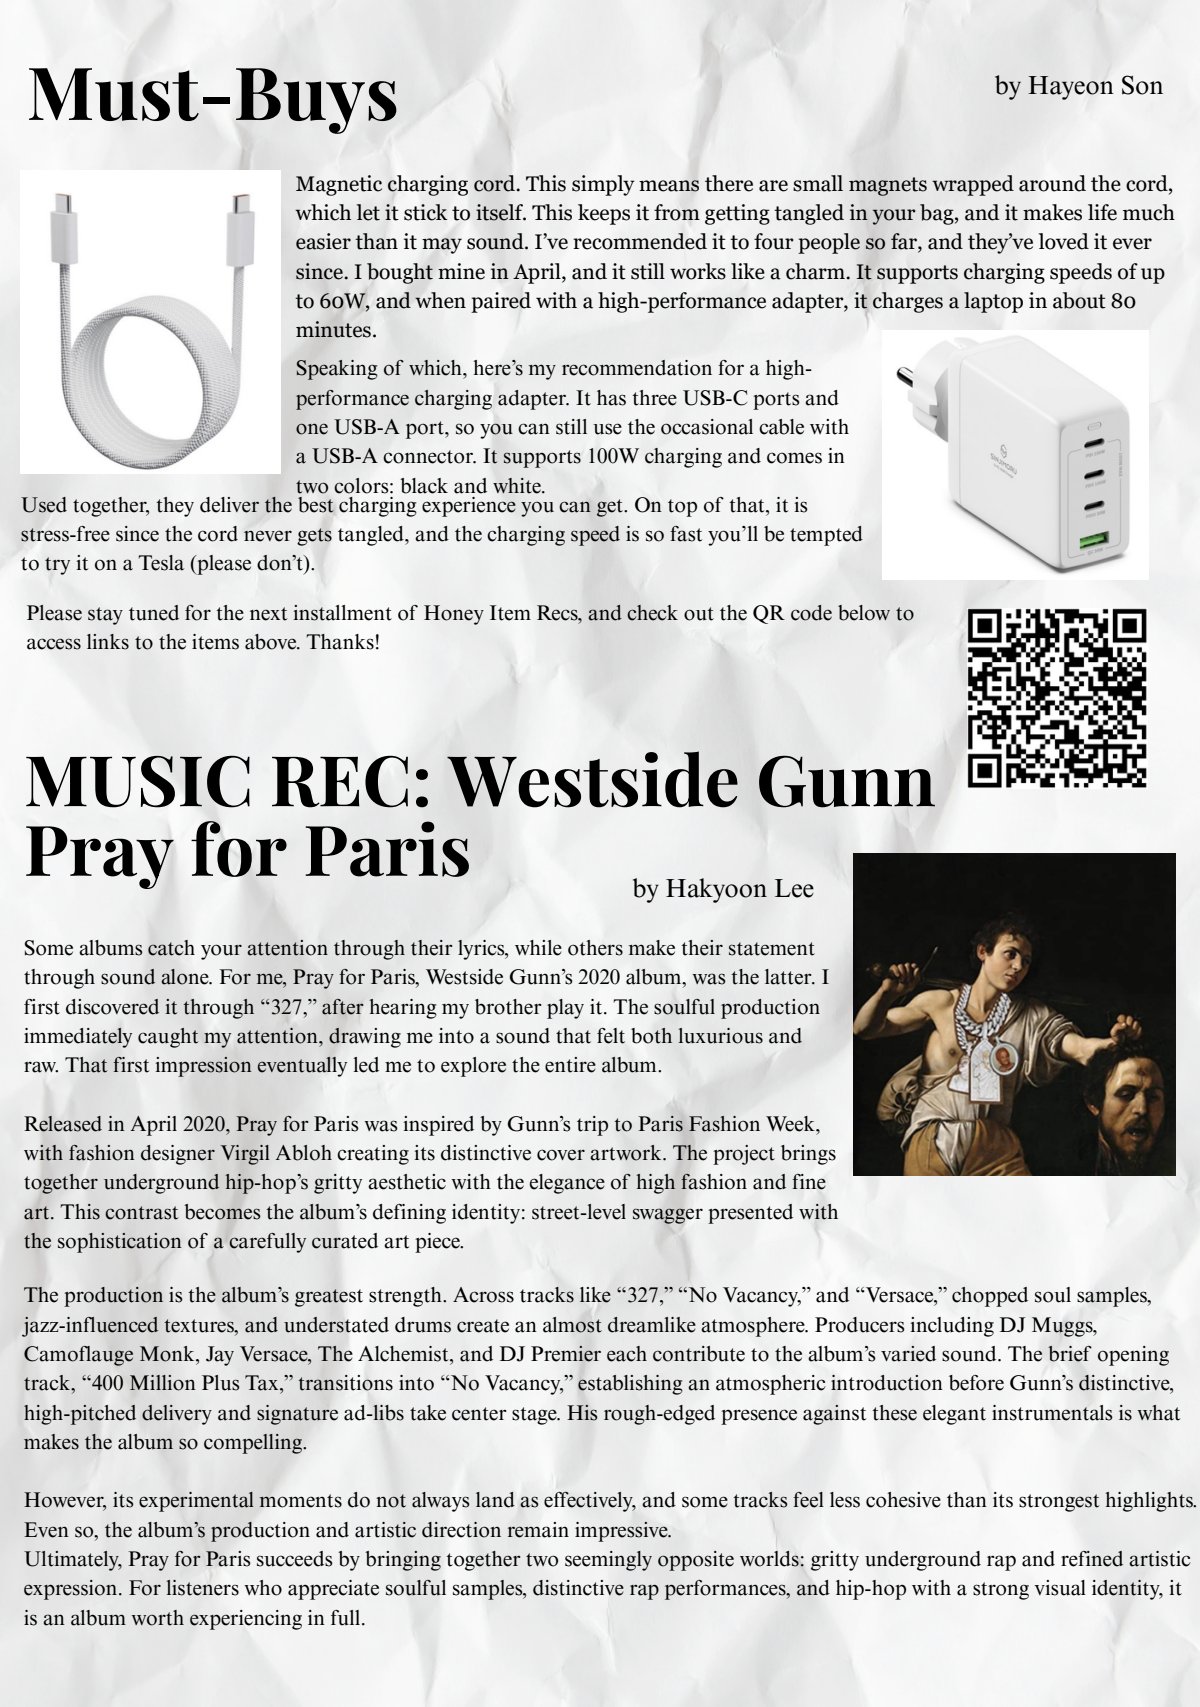 Must-Buys
by Hayeon Son
Magnetic charging cord. This simply means there are small magnets wrapped around the cord,
which let it stick to itself. This keeps it from getting tangled in your bag, and it makes life much
easier than it may sound. I’ve recommended it to four people so far, and they’ve loved it ever
since. I bought mine in April, and it still works like a charm. It supports charging speeds of up
to 60W, and when paired with a high-performance adapter, it charges a laptop in about 80
minutes.
Speaking of which, here’s my recommendation for a high-
performance charging adapter. It has three USB-C ports and
one USB-A port, so you can still use the occasional cable with
a USB-A connector. It supports 100W charging and comes in
two colors: black and white.
Used together, they deliver the best charging experience you can get. On top of that, it is
stress-free since the cord never gets tangled, and the charging speed is so fast you’ll be tempted
to try it on a Tesla (please don’t).
Please stay tuned for the next installment of Honey Item Recs, and check out the QR code below to
access links to the items above. Thanks!
MUSIC REC: Westside Gunn
Pray for Paris
by Hakyoon Lee
Some albums catch your attention through their lyrics, while others make their statement
through sound alone. For me, Pray for Paris, Westside Gunn’s 2020 album, was the latter. I
first discovered it through “327,” after hearing my brother play it. The soulful production
immediately caught my attention, drawing me into a sound that felt both luxurious and
raw. That first impression eventually led me to explore the entire album.
Released in April 2020, Pray for Paris was inspired by Gunn’s trip to Paris Fashion Week,
with fashion designer Virgil Abloh creating its distinctive cover artwork. The project brings
together underground hip-hop’s gritty aesthetic with the elegance of high fashion and fine
art. This contrast becomes the album’s defining identity: street-level swagger presented with
the sophistication of a carefully curated art piece.
The production is the album’s greatest strength. Across tracks like “327,” “No Vacancy,” and “Versace,” chopped soul samples,
jazz-influenced textures, and understated drums create an almost dreamlike atmosphere. Producers including DJ Muggs,
Camoflauge Monk, Jay Versace, The Alchemist, and DJ Premier each contribute to the album’s varied sound. The brief opening
track, “400 Million Plus Tax,” transitions into “No Vacancy,” establishing an atmospheric introduction before Gunn’s distinctive,
high-pitched delivery and signature ad-libs take center stage. His rough-edged presence against these elegant instrumentals is what
makes the album so compelling.
However, its experimental moments do not always land as effectively, and some tracks feel less cohesive than its strongest highlights.
Even so, the album’s production and artistic direction remain impressive.
Ultimately, Pray for Paris succeeds by bringing together two seemingly opposite worlds: gritty underground rap and refined artistic
expression. For listeners who appreciate soulful samples, distinctive rap performances, and hip-hop with a strong visual identity, it
is an album worth experiencing in full.